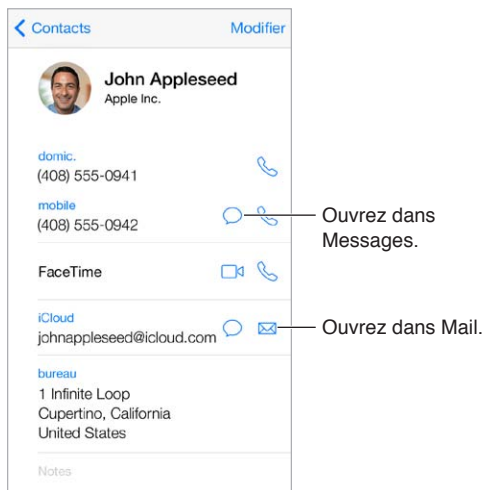 Contacts
Modifier
John Appleseed
Apple Inc.
domic.
(408) 555-0941
mobile
(408) 555-0942
Ouvrez dans
Messages.
FaceTime
iCloud
johnappleseed@icloud.com
Ouvrez dans Mail.
bureau
1 Infinite Loop
Cupertino, California
United States
Notes